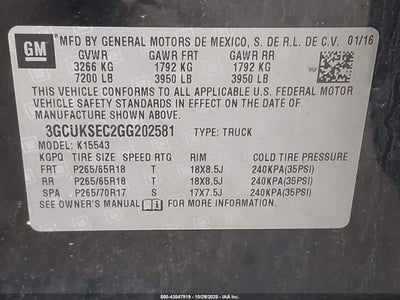 GM
MFD BY GENERAL MOTORS DE MEXICO, S. DE R.L. DE C.V. 01/16
GVWR GAWR FRT GAWR RR
3266 KG 1792 KG 1792 KG
7200 LB 3950 LB 3950 LB
THIS VEHICLE CONFORMS TO ALL APPLICABLE U.S. FEDERAL MOTOR
VEHICLE SAFETY, AND THEFT PREVENTION STANDARDS IN EFFECT ON THE DATE OF
MANUFACTURE SHOWN ABOVE.
3GCUKSEC2GG202581 TYPE: TRUCK
MODEL: K15543
KGPQ TIRE SIZE SPEED RTG RIM COLD TIRE PRESSURE
FRT P265/65R18 T 18X8.5J 240KPA(35PSI)
RR P265/65R18 T 18X8.5J 240KPA(35PSI)
SPA P265/70R17 S 17X7.5J 240KPA(35PSI)
SEE OWNER'S MANUAL FOR ADDITIONAL INFORMATION.
000-43547919 - 10/29/2025 - IAA Inc.